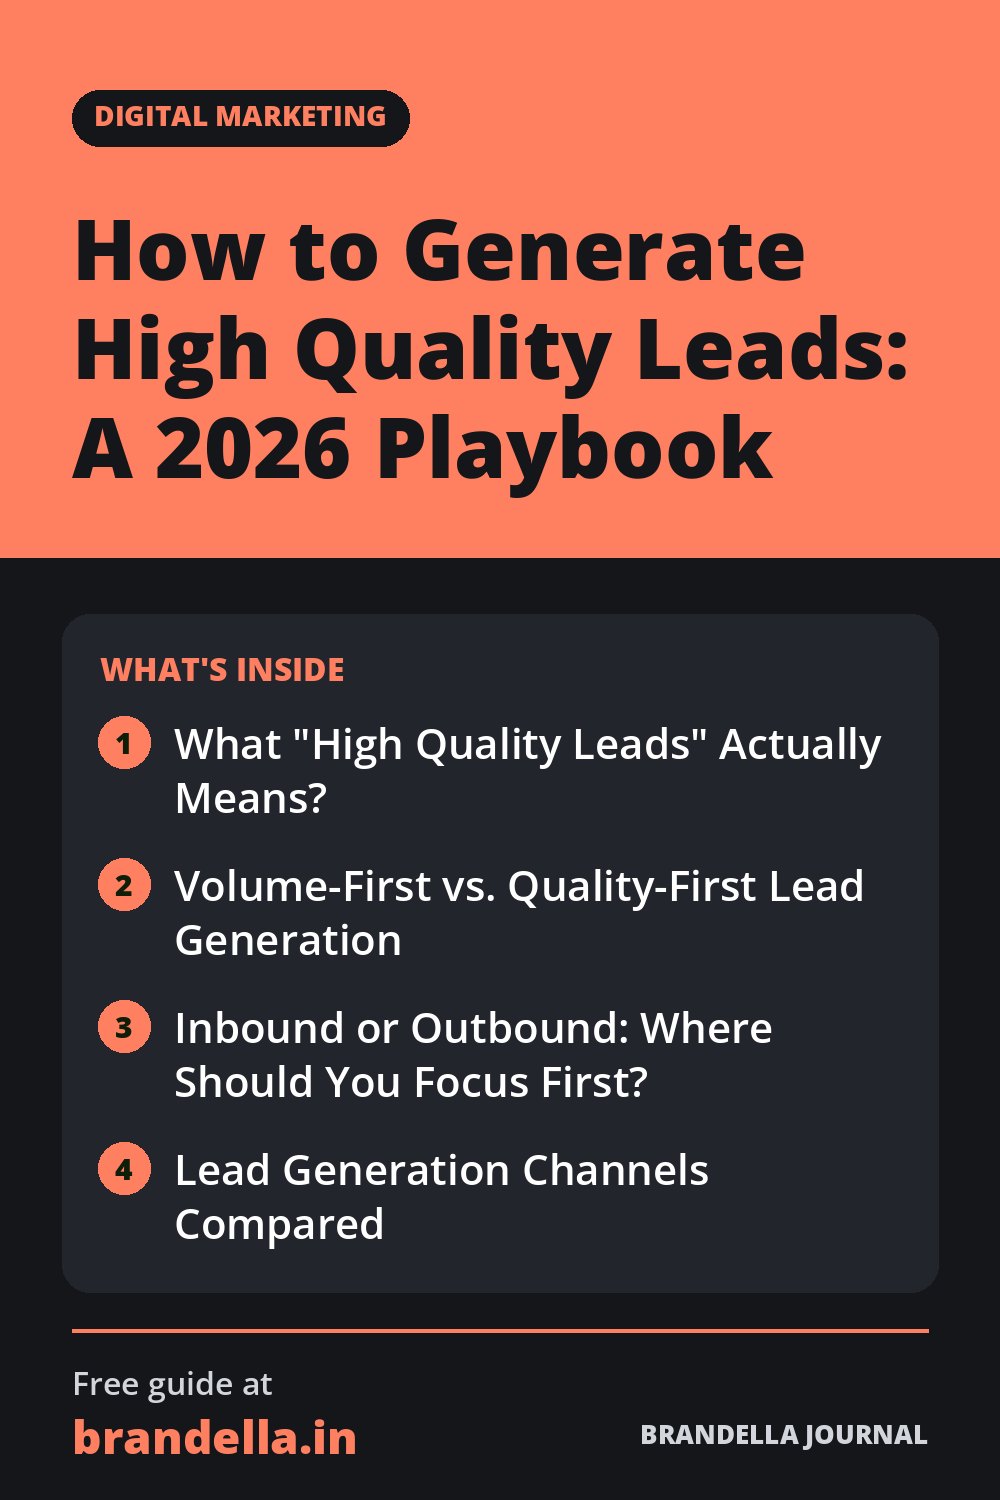 DIGITAL MARKETING
How to Generate
High Quality Leads:
A 2026 Playbook
WHAT'S INSIDE
1 What "High Quality Leads" Actually
Means?
2 Volume-First vs. Quality-First Lead
Generation
3 Inbound or Outbound: Where
Should You Focus First?
4 Lead Generation Channels
Compared
Free guide at
brandella.in
BRANDELLA JOURNAL